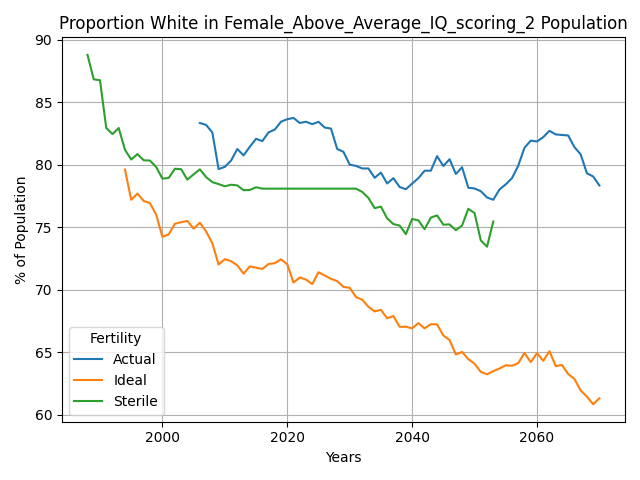 Proportion White in Female_Above_Average_IQ_scoring_2 Population
90
85
80
75
70
65
60
% of Population
Fertility
Actual
Ideal
Sterile
2000
2020
2040
2060
Years